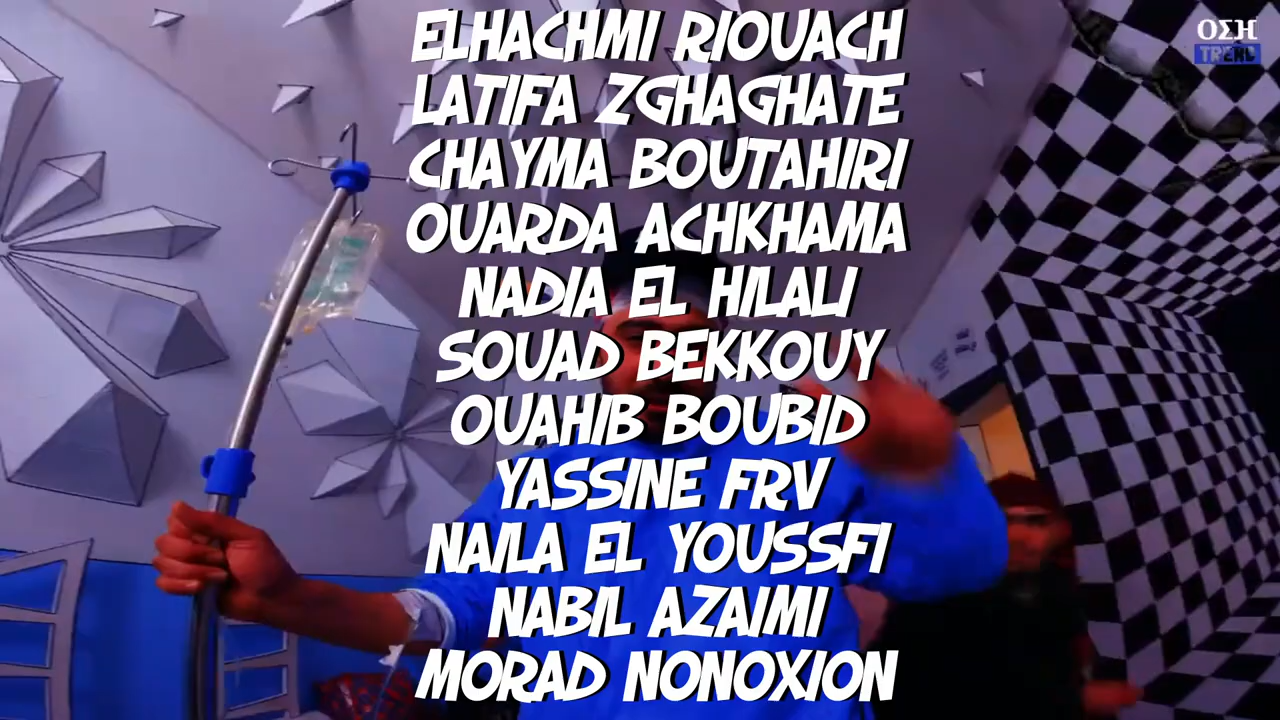 ELHACHMI RIOUACH
LATIFA ZGHAGHATE
CHAYMA BOUTAHIRI
OUARDA ACHKHAMA
NADIA EL HILALI
SOUAD BEKKOUY
OUAHIB BOUBID
YASSINE FRV
NAILA EL YOUSSFI
NABIL AZAIMI
MORAD NONOXION
ΟΣΗ
TREND